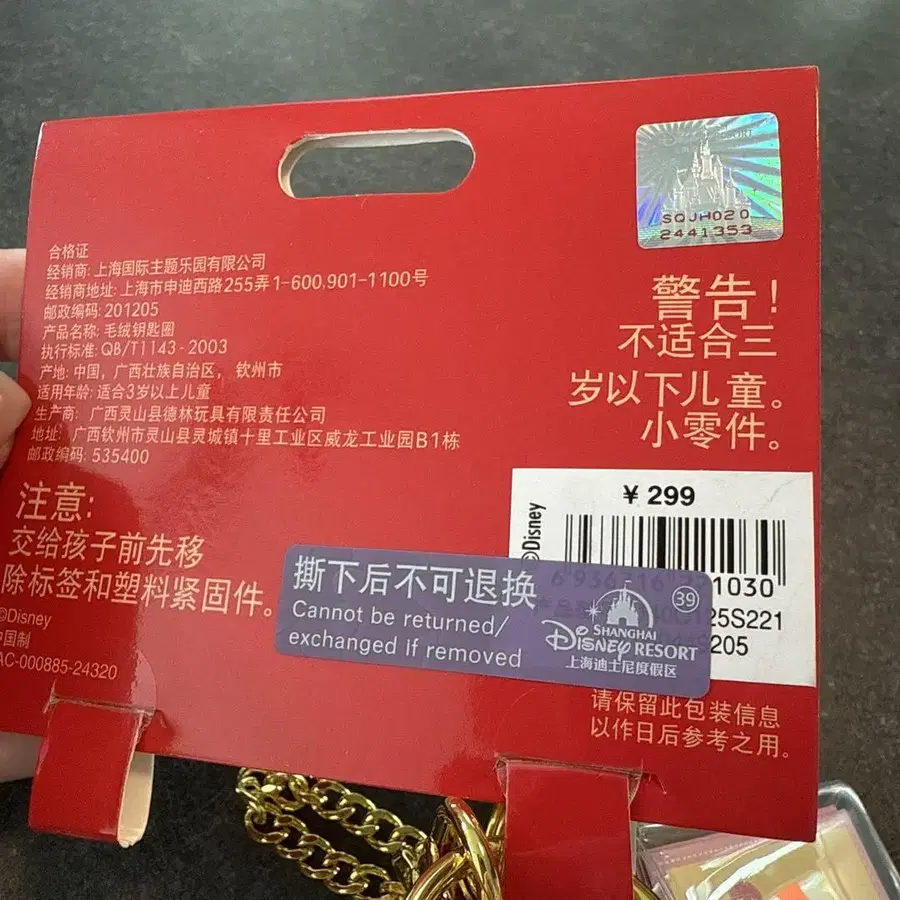 SQJH020
2441353
合格证
经销商: 上海国际主题乐园有限公司
经销商地址: 上海市申迪西路255弄1-600,901-1100号
邮政编码: 201205
产品名称: 毛绒钥匙圈
执行标准: QB/T1143-2003
产地: 中国, 广西壮族自治区, 钦州市
适用年龄: 适合3岁以上儿童
生产商: 广西灵山县德林玩具有限责任公司
地址: 广西钦州市灵山县灵城镇十里工业区威龙工业园B1栋
邮政编码: 535400
警告!
不适合三
岁以下儿童。
小零件。
注意:
交给孩子前先移
除标签和塑料紧固件。
©Disney
中国制
AC-000885-24320
¥ 299
©Disney
1030
25S221
205
撕下后不可退换
Cannot be returned/
exchanged if removed
39
SHANGHAI
Disney RESORT
上海迪士尼度假区
请保留此包装信息
以作日后参考之用。